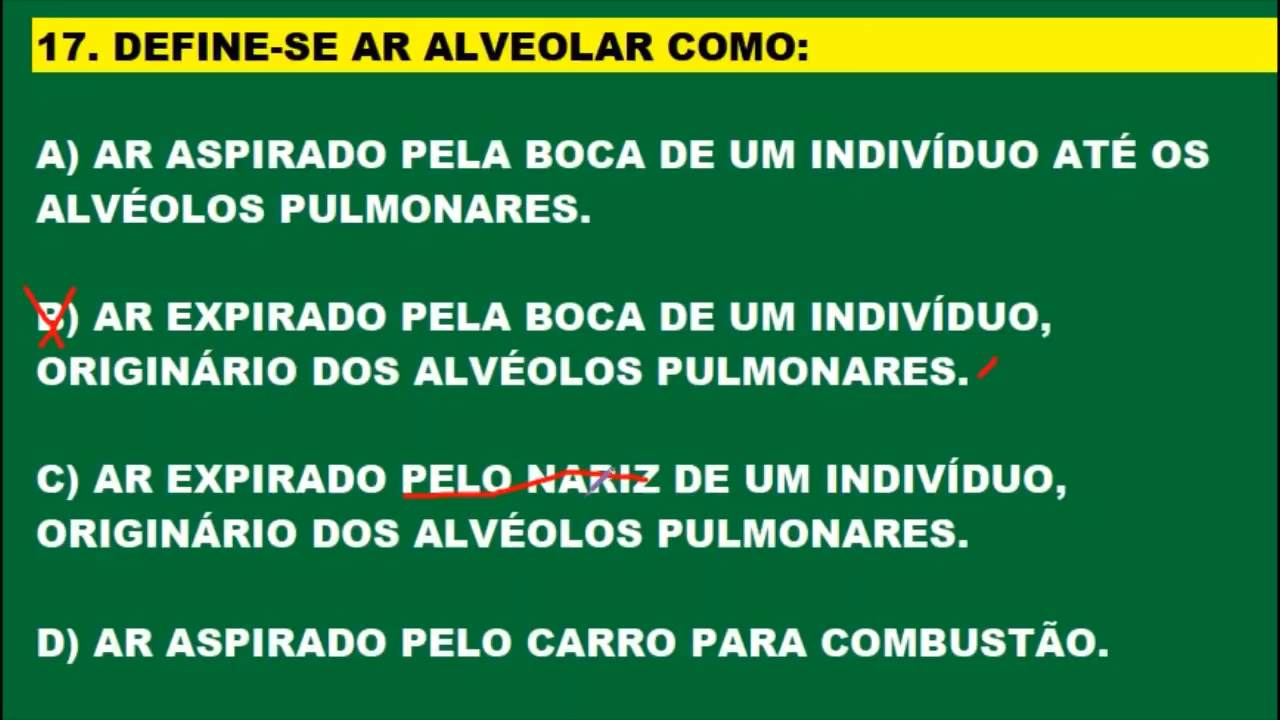 17. DEFINE-SE AR ALVEOLAR COMO:
A) AR ASPIRADO PELA BOCA DE UM INDIVÍDUO ATÉ OS
ALVÉOLOS PULMONARES.
B) AR EXPIRADO PELA BOCA DE UM INDIVÍDUO,
ORIGINÁRIO DOS ALVÉOLOS PULMONARES.
C) AR EXPIRADO PELO NARIZ DE UM INDIVÍDUO,
ORIGINÁRIO DOS ALVÉOLOS PULMONARES.
D) AR ASPIRADO PELO CARRO PARA COMBUSTÃO.